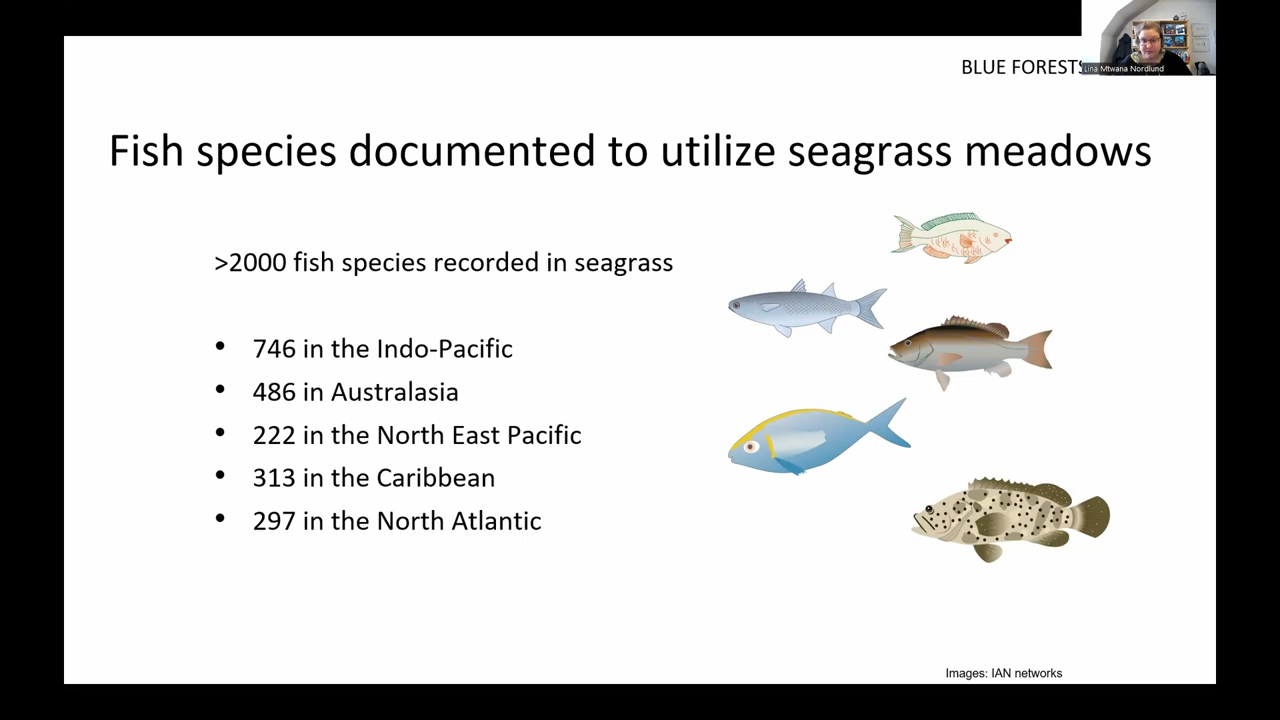 BLUE FORESTS
Lina Mtwana Nordlund
Fish species documented to utilize seagrass meadows
>2000 fish species recorded in seagrass
• 746 in the Indo-Pacific
• 486 in Australasia
• 222 in the North East Pacific
• 313 in the Caribbean
• 297 in the North Atlantic
Images: IAN networks